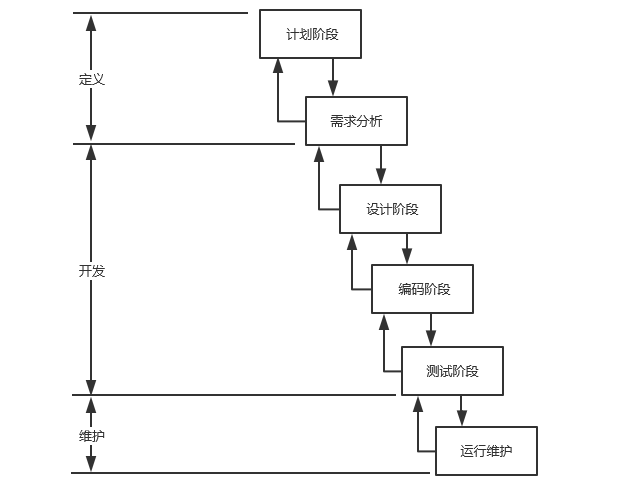 计划阶段
定义
需求分析
设计阶段
开发
编码阶段
测试阶段
维护
运行维护